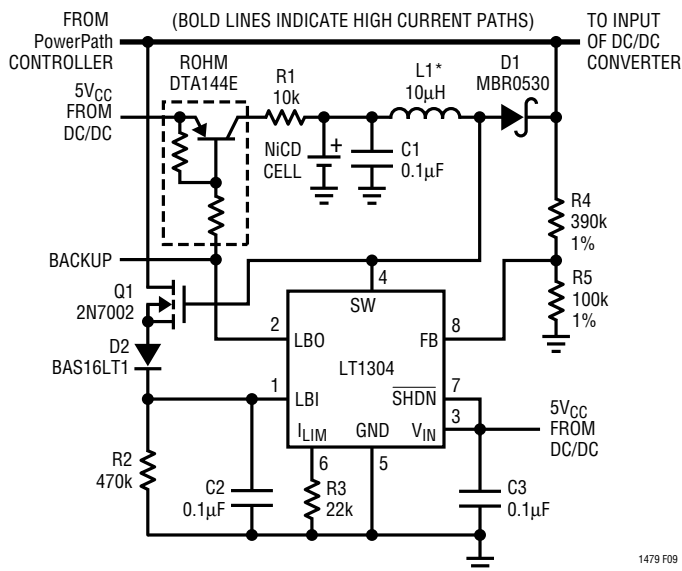 FROM
PowerPath
CONTROLLER
(BOLD LINES INDICATE HIGH CURRENT PATHS)
TO INPUT
OF DC/DC
CONVERTER
ROHM
DTA144E
R1
10k
L1*
10µH
D1
MBR0530
5VCC
FROM
DC/DC
NiCD
CELL
+
C1
0.1µF
R4
390k
1%
BACKUP
Q1
2N7002
4
SW
R5
100k
1%
2
LBO
FB
8
D2
BAS16LT1
LT1304
1
LBI
SHDN
7
3
5VCC
FROM
DC/DC
ILIM
GND
VIN
6
5
R2
470k
C2
0.1µF
R3
22k
C3
0.1µF
1479 F09